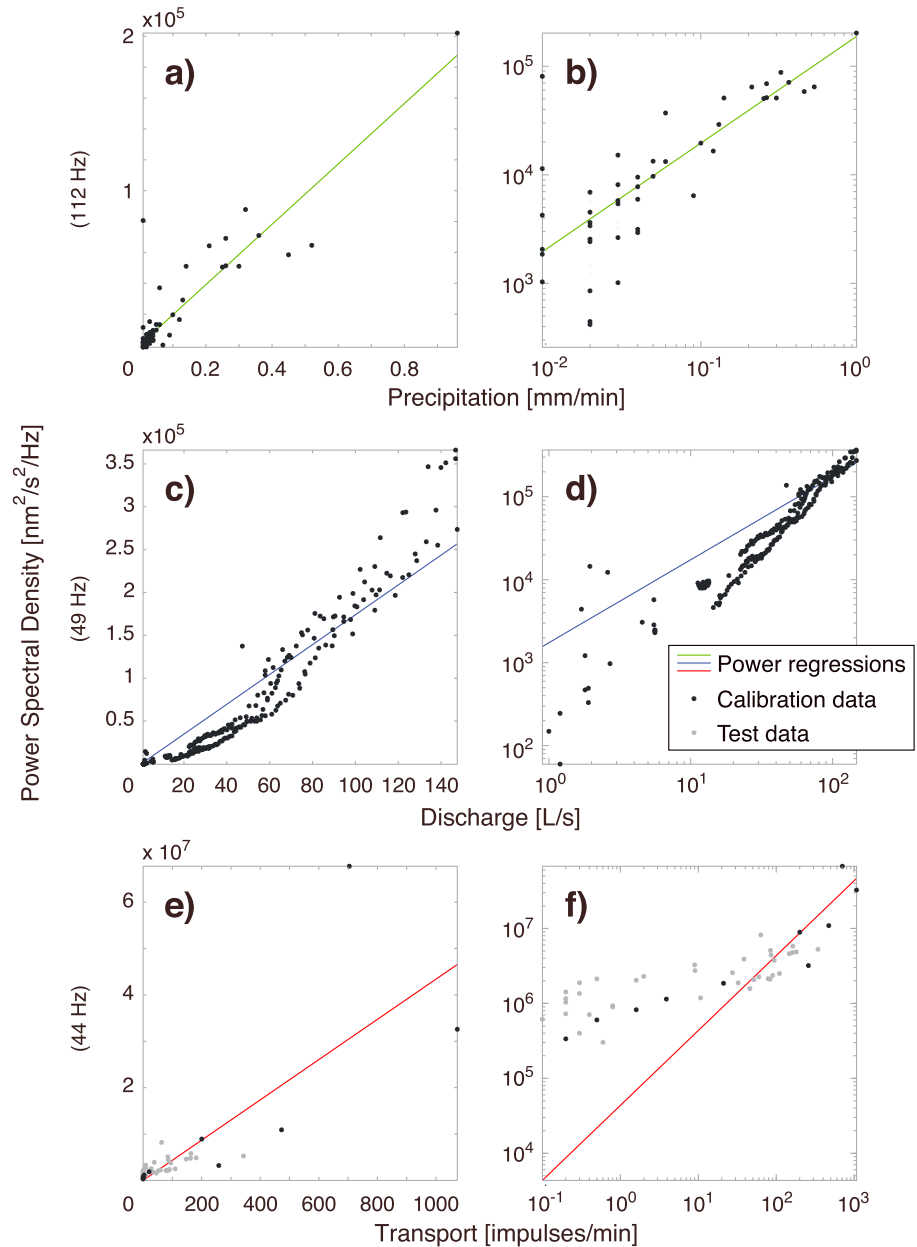 x10^5
2
1
0
0.2
0.4
0.6
0.8
a)
(112 Hz)
10^5
10^4
10^3
10^-2
10^-1
10^0
b)
Precipitation [mm/min]
Power Spectral Density [nm^2/s^2/Hz]
x10^5
3.5
3
2.5
2
1.5
1
0.5
0
20
40
60
80
100
120
140
c)
(49 Hz)
10^5
10^4
10^3
10^2
10^0
10^1
10^2
d)
Power regressions
Calibration data
Test data
Discharge [L/s]
x 10^7
6
4
2
0
200
400
600
800
1000
e)
(44 Hz)
10^7
10^6
10^5
10^4
10^-1
10^0
10^1
10^2
10^3
f)
Transport [impulses/min]